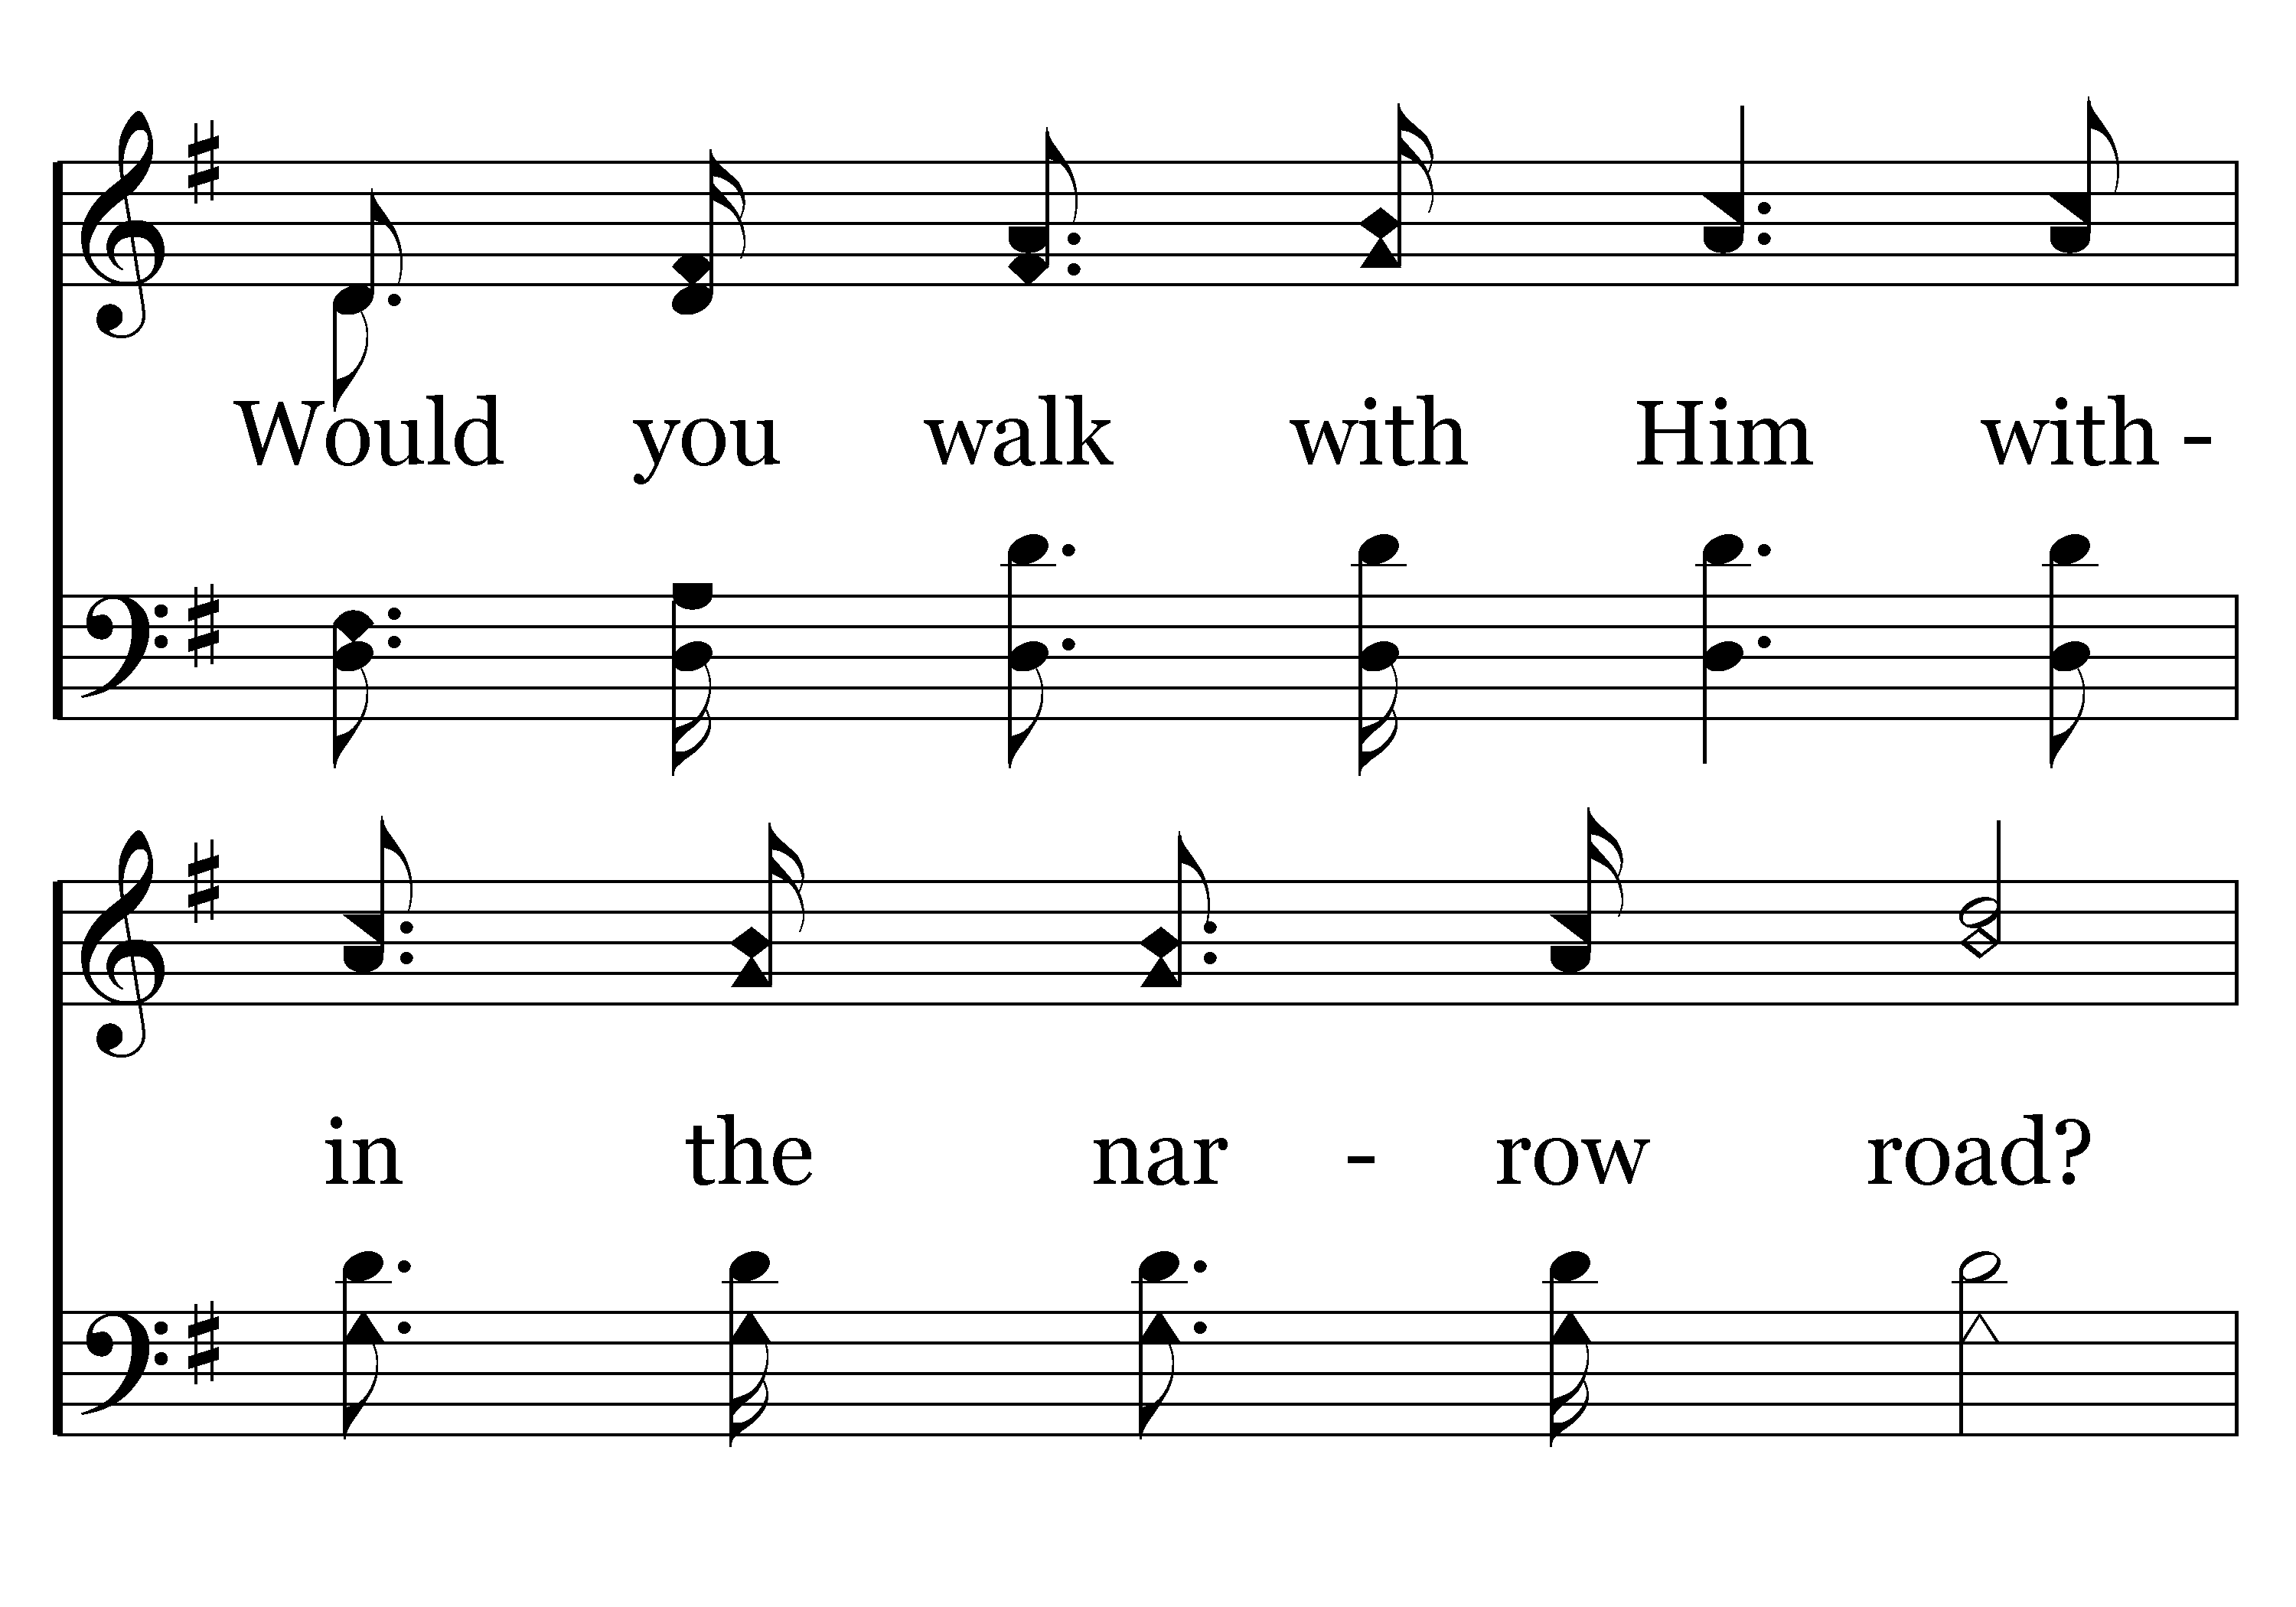 Would you walk with Him with -
in the nar - row road?